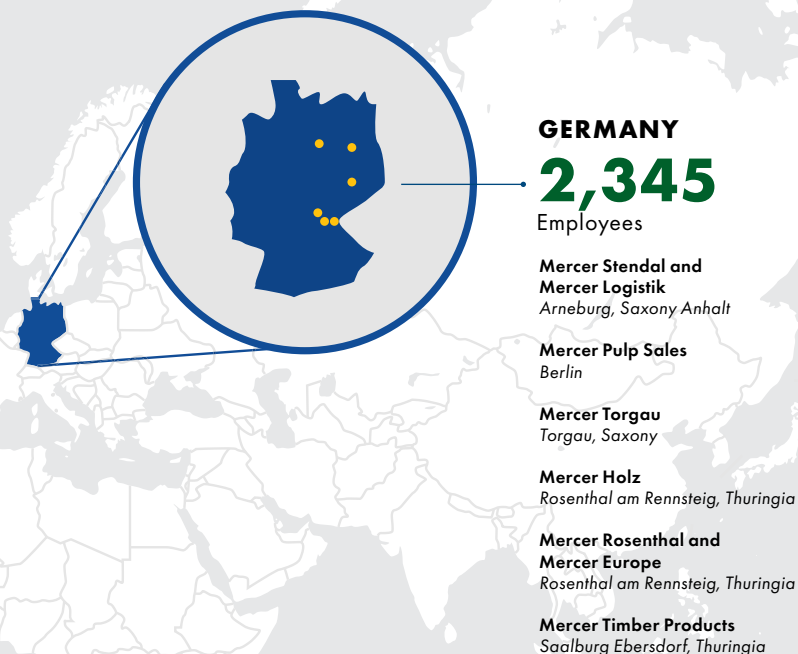 GERMANY
2,345
Employees
Mercer Stendal and
Mercer Logistik
Arneburg, Saxony Anhalt
Mercer Pulp Sales
Berlin
Mercer Torgau
Torgau, Saxony
Mercer Holz
Rosenthal am Rennsteig, Thuringia
Mercer Rosenthal and
Mercer Europe
Rosenthal am Rennsteig, Thuringia
Mercer Timber Products
Saalburg Ebersdorf, Thuringia